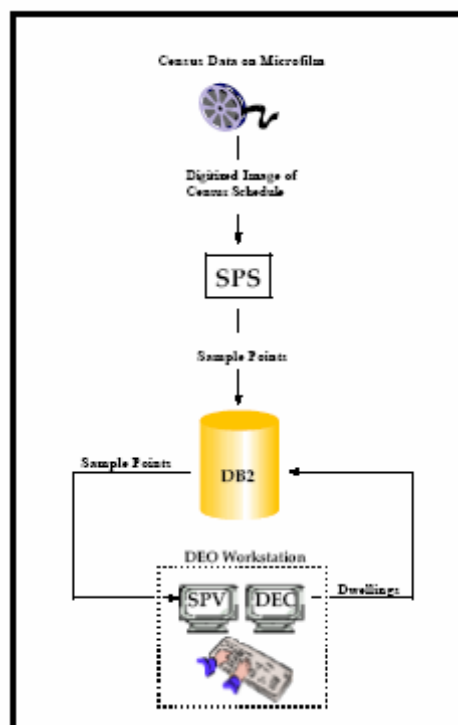 Census Data on Microfilm
Digitized Image of
Census Schedule
SPS
Sample Points
Sample Points
DB2
DEO Workstation
SPV DEC
Dwellings